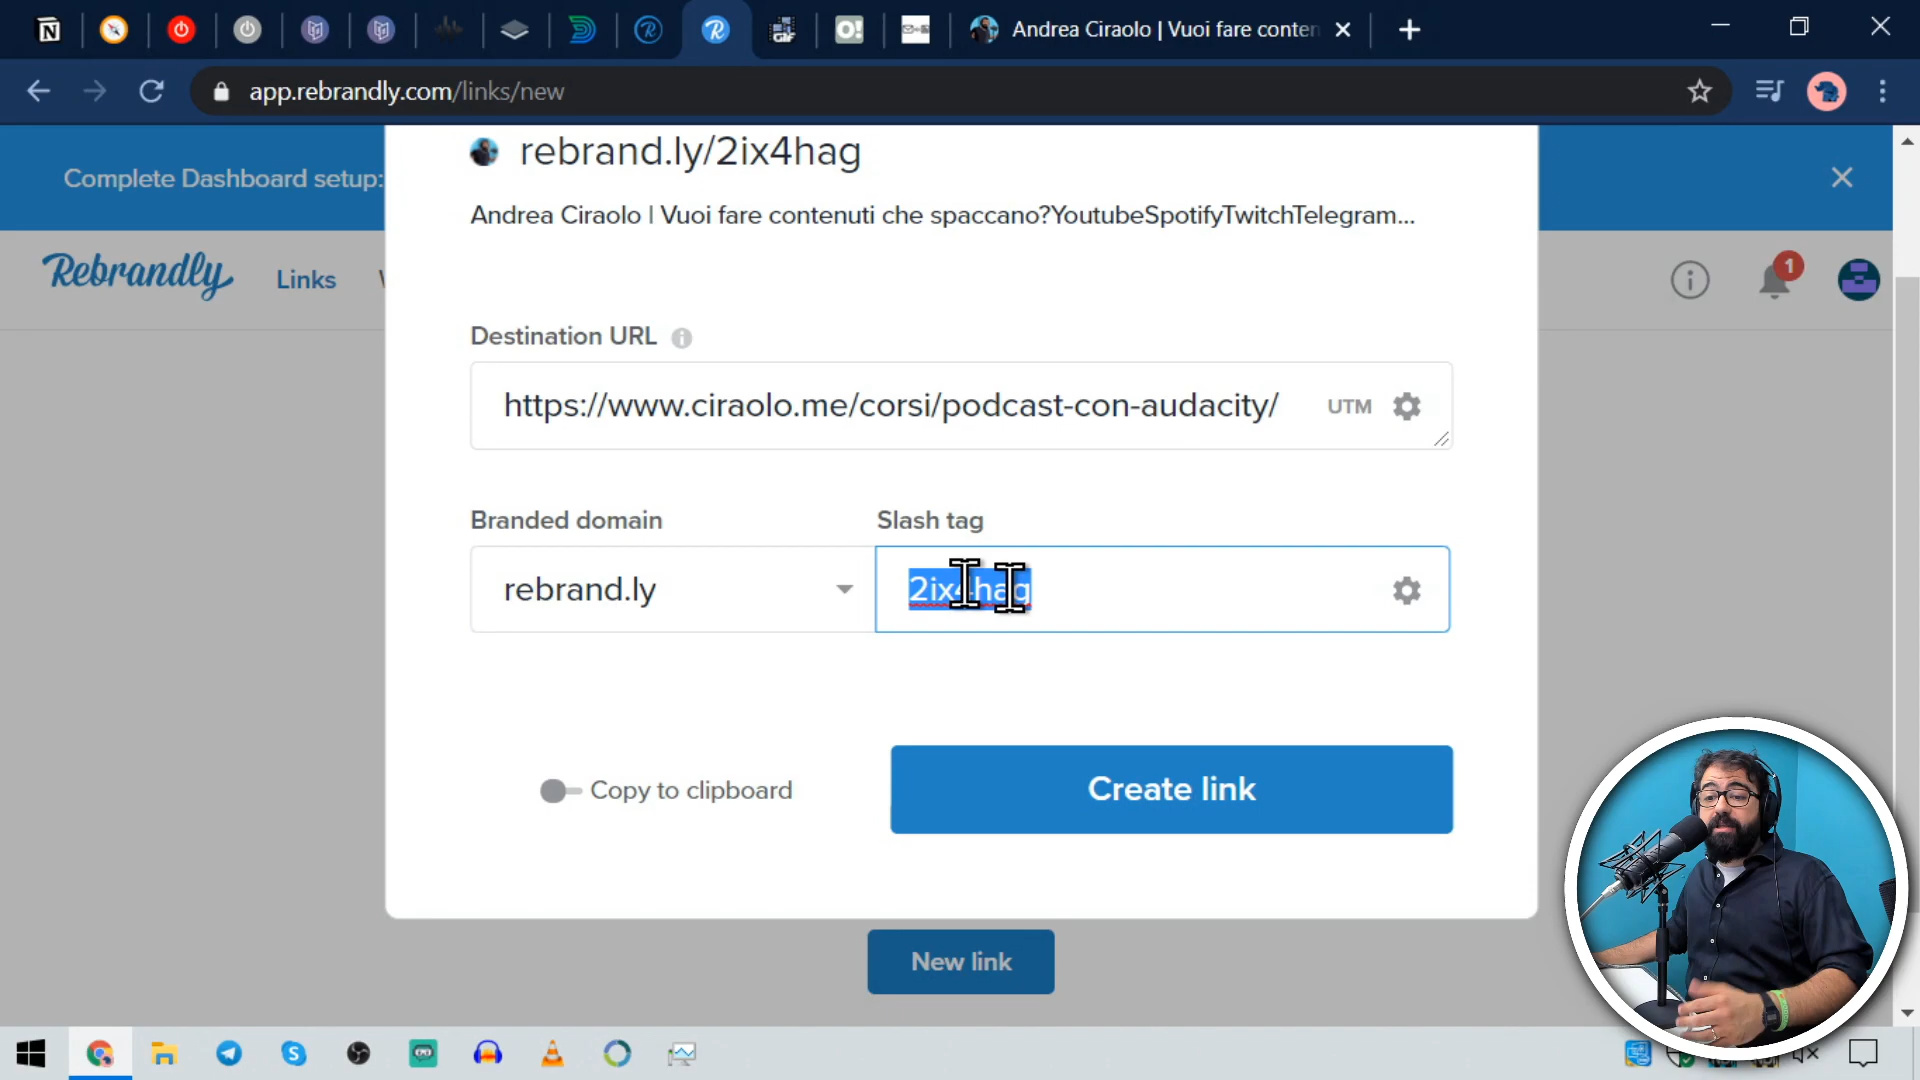 Andrea Ciraolo | Vuoi fare conten
app.rebrandly.com/links/new
rebrand.ly/2ix4hag
Complete Dashboard setup:
Andrea Ciraolo | Vuoi fare contenuti che spaccano?YoutubeSpotifyTwitchTelegram...
Rebrandly
Links
1
Destination URL
https://www.ciraolo.me/corsi/podcast-con-audacity/
UTM
Branded domain
Slash tag
rebrand.ly
2ix4hag
Copy to clipboard
Create link
New link